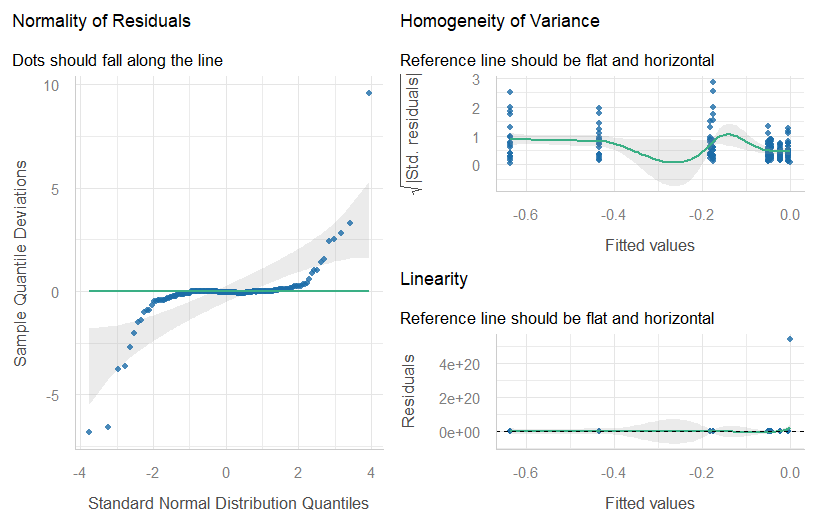 Normality of Residuals
Dots should fall along the line
Sample Quantile Deviations
10
5
0
-5
-2
0
2
4
-4
Standard Normal Distribution Quantiles
Homogeneity of Variance
Reference line should be flat and horizontal
√|Std. residuals|
3
2
1
0
-0.6
-0.4
-0.2
0.0
Fitted values
Linearity
Reference line should be flat and horizontal
Residuals
4e+20
2e+20
0e+00
-0.6
-0.4
-0.2
0.0
Fitted values